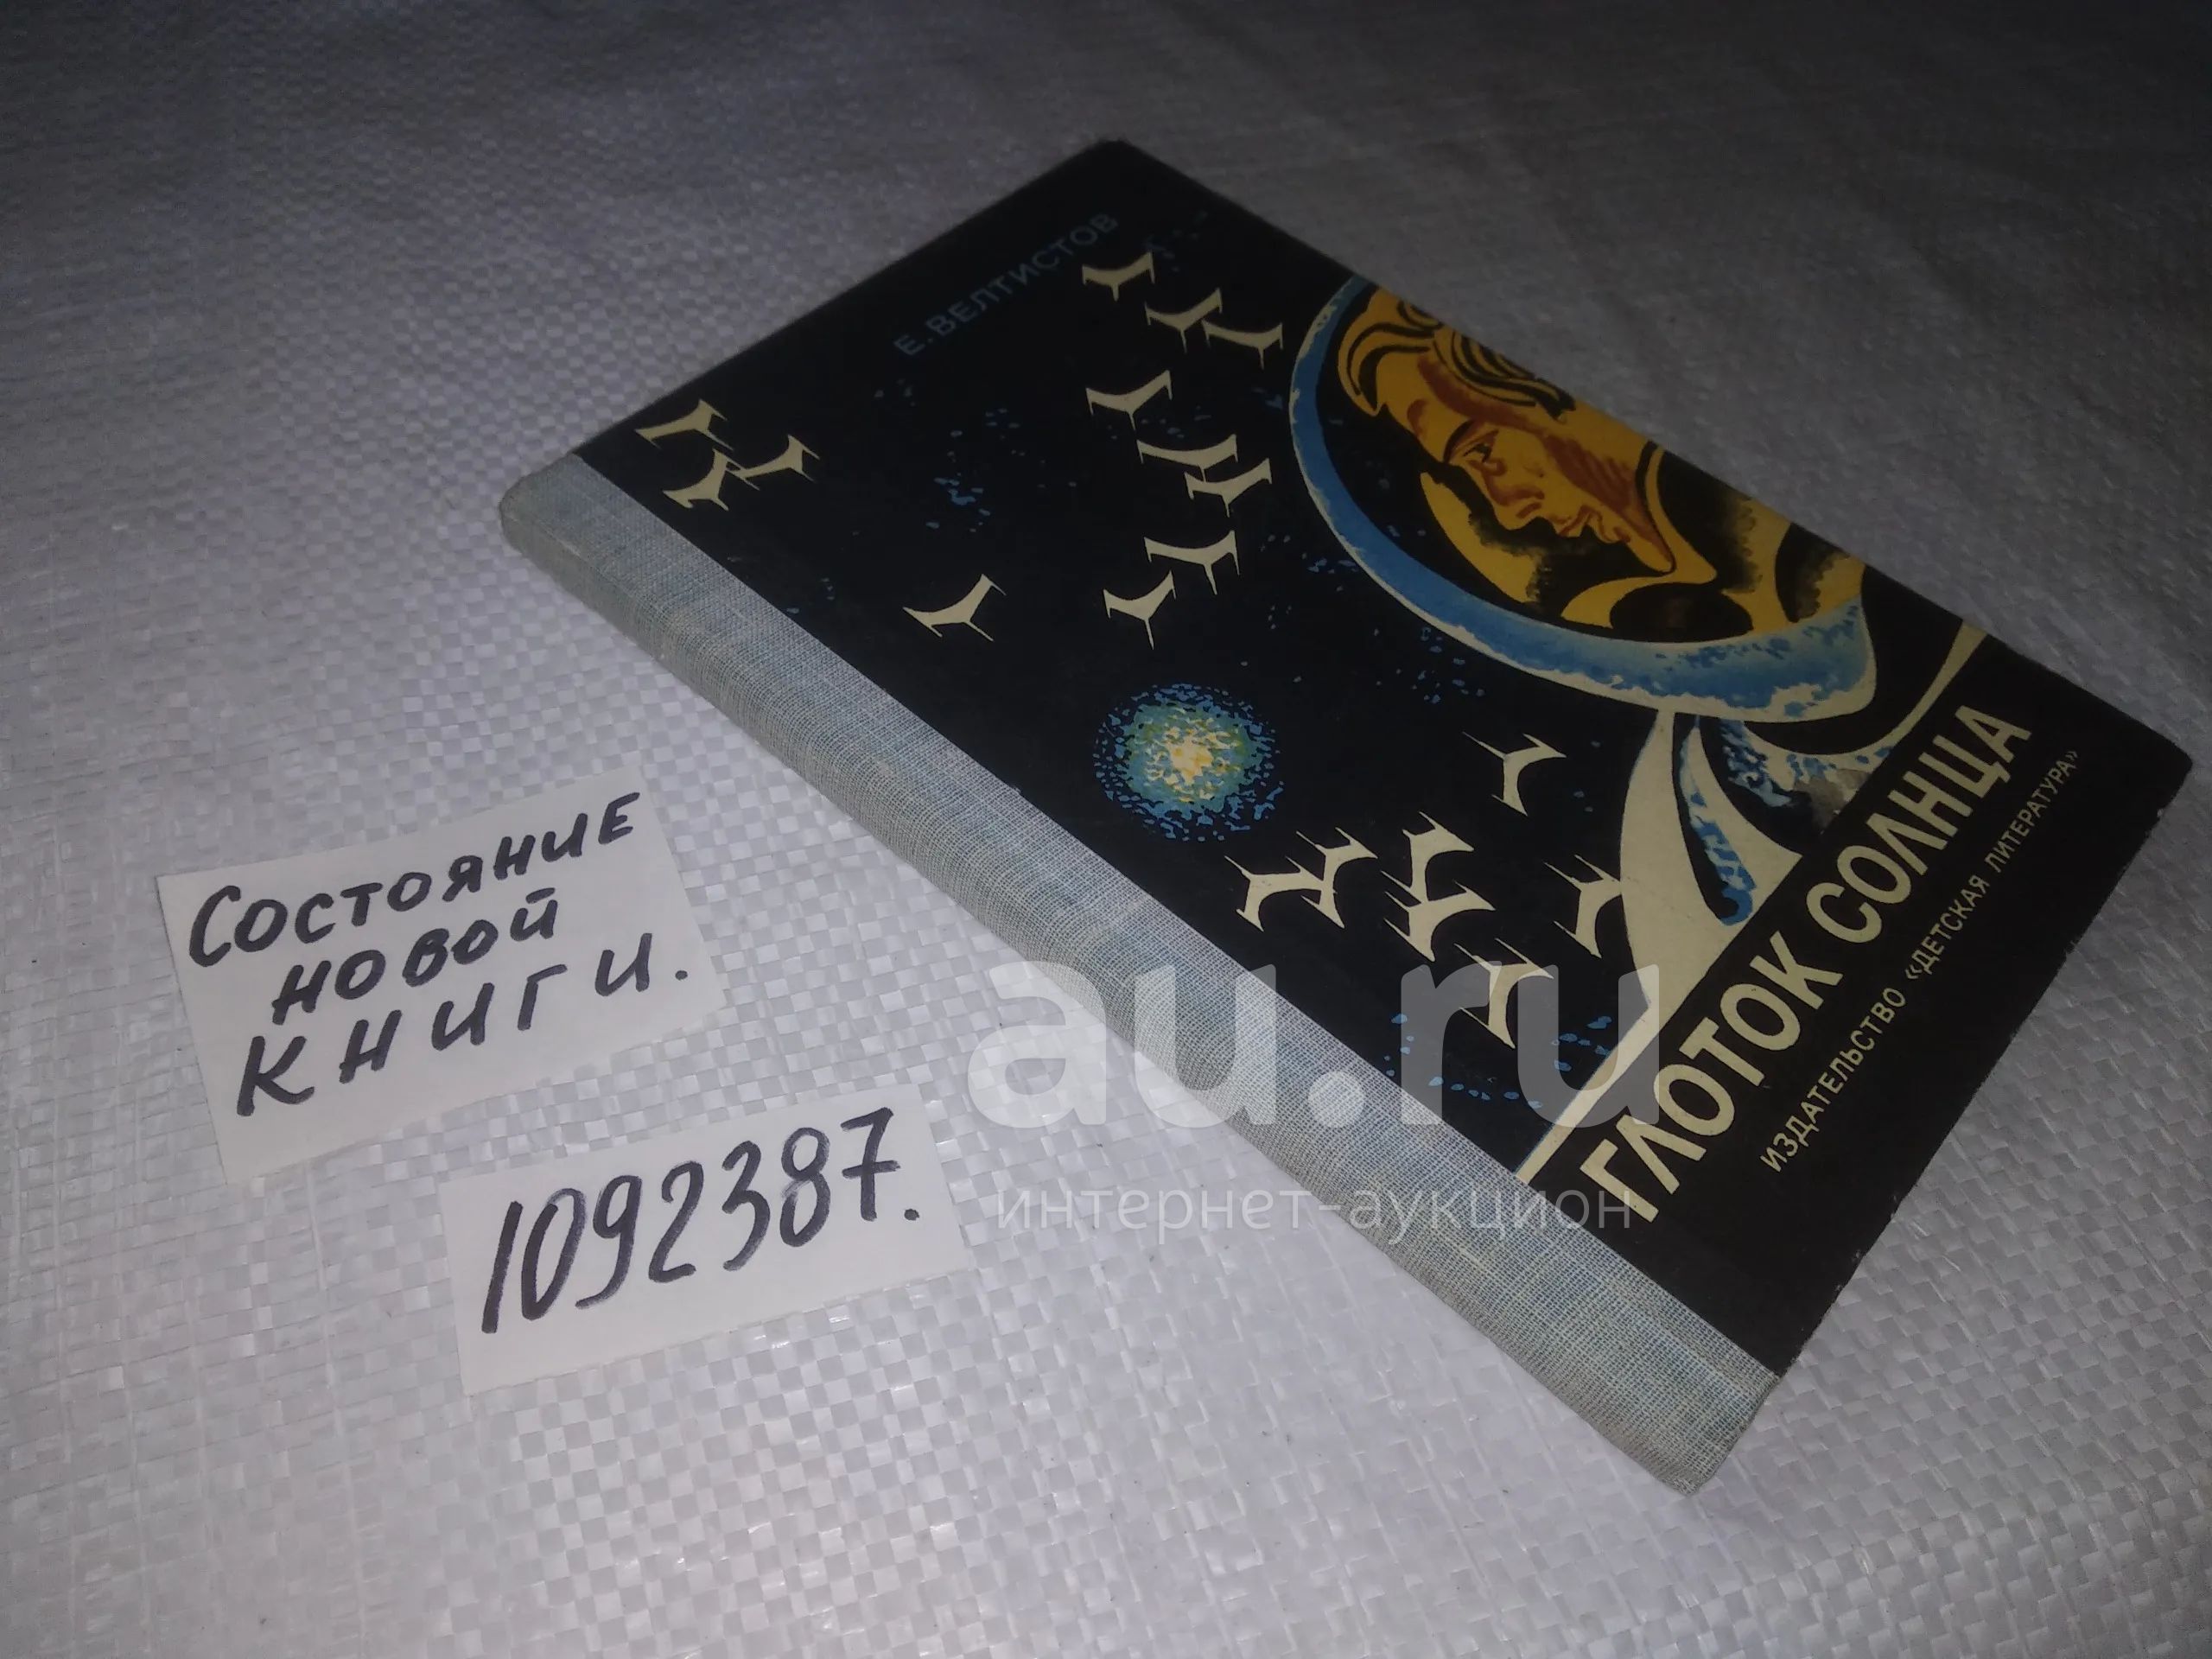 Е. ВЕЛТИСТОВ
ГЛОТОК СОЛНЦА
ИЗДАТЕЛЬСТВО «ДЕТСКАЯ ЛИТЕРАТУРА»
Состояние
новой
книги.
1092387.
au.ru
интернет-аукцион